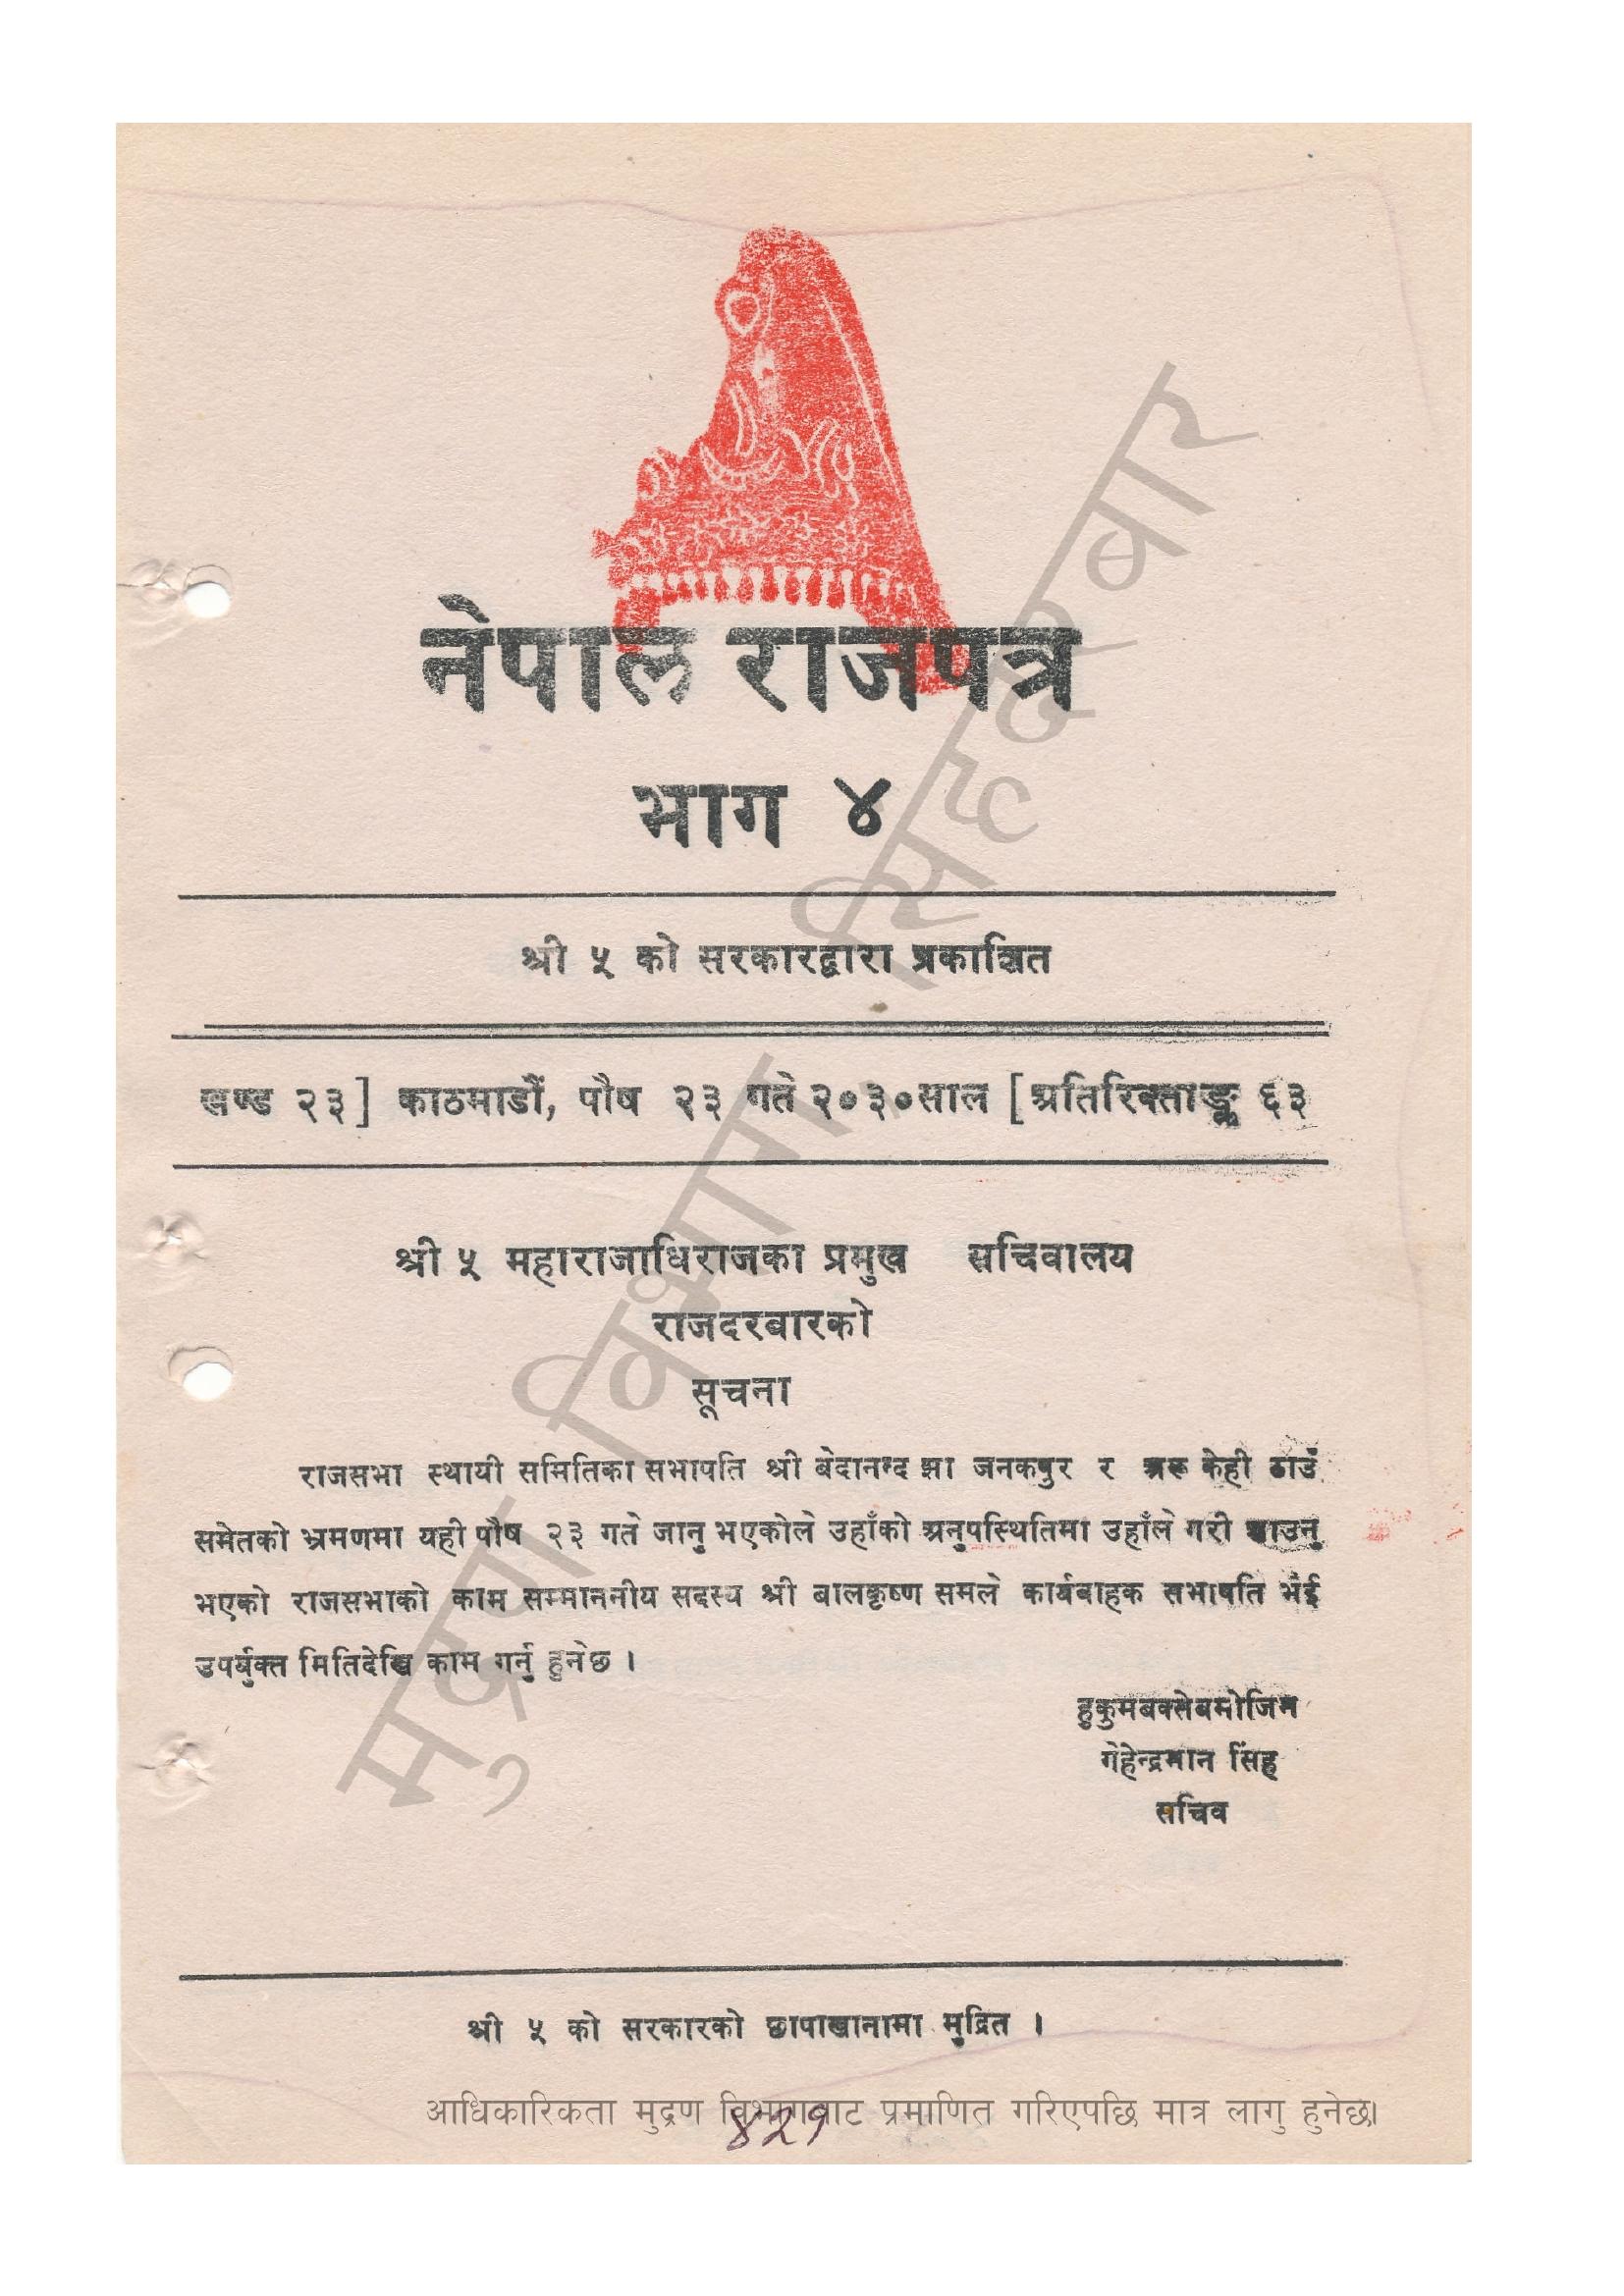 नेपाल राजपत्र
भाग ४
श्री ५ को सरकारद्वारा प्रकाशित
खण्ड २३] काठमाडौं, पौष २३ गते २०३० साल [अतिरिक्ताङ्क ६३
श्री ५ महाराजाधिराजका प्रमुख सचिवालय
राजदरबारको
सूचना
राजसभा स्थायी समितिका सभापति श्री बेदानन्द झा जनकपुर र अरू केही ठाउँ
समेतको भ्रमणमा यही पौष २३ गते जानु भएकोले उहाँको अनुपस्थितिमा उहाँले गरी आउनु
भएको राजसभाको काम सम्माननीय सदस्य श्री बालकृष्ण समले कार्यबाहक सभापति भई
उपर्युक्त मितिदेखि काम गर्नु हुनेछ ।
हुकुमबक्सेबमोजिम
गेहेन्द्रमान सिंह
सचिव
श्री ५ को सरकारको छापाखानामा मुद्रित ।
आधिकारिकता मुद्रण विभागबाट प्रमाणित गरिएपछि मात्र लागु हुनेछ।
४२१
मुद्रण विभाग, सिंहदरबार